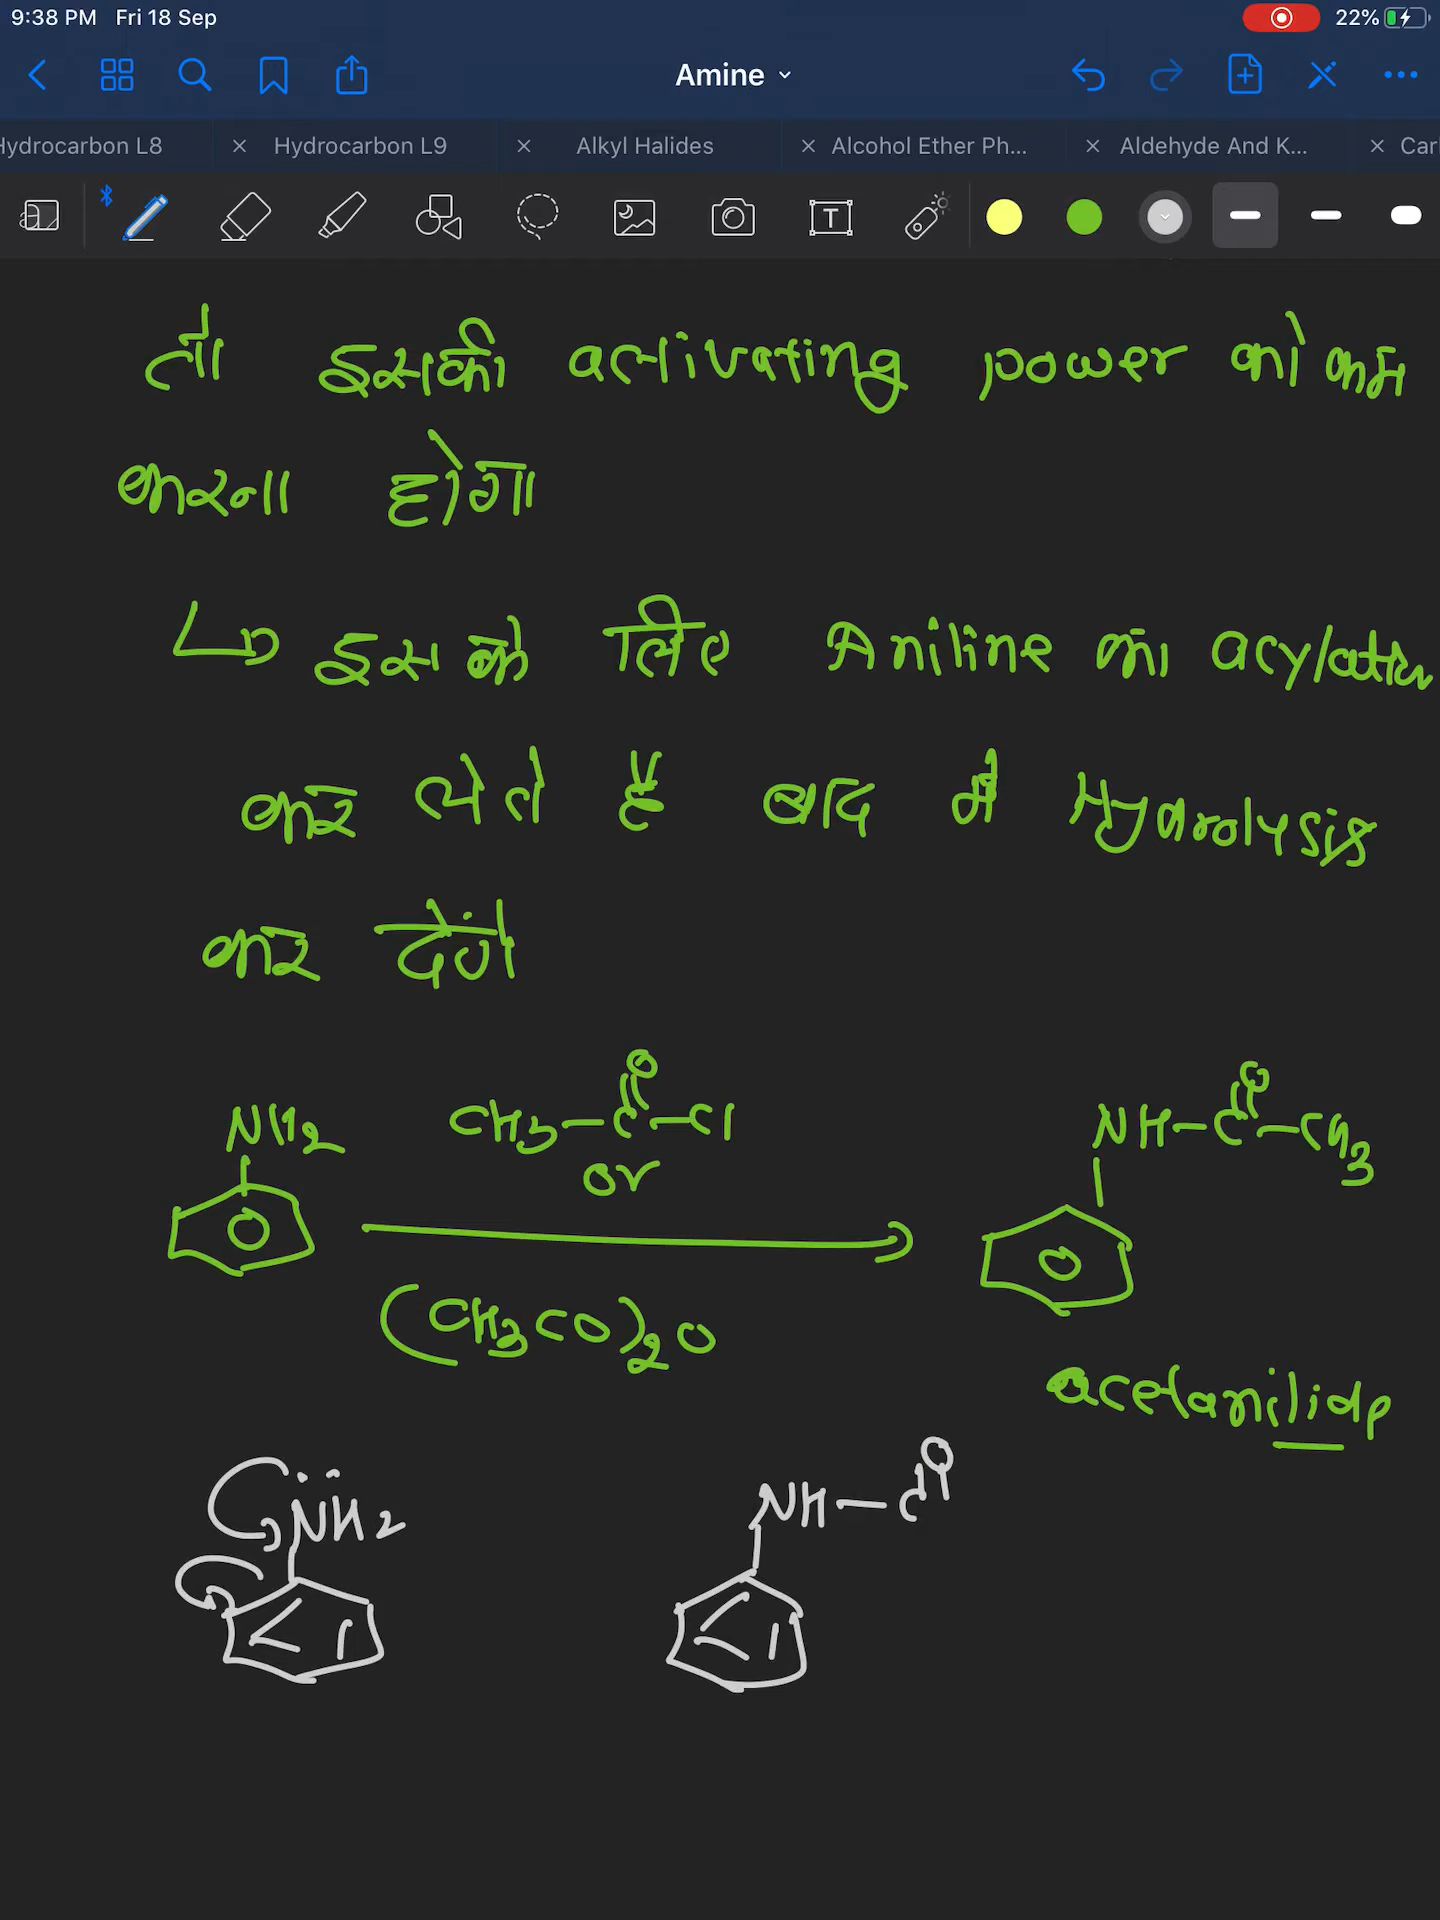 9:38 PM Fri 18 Sep 22%
Amine
Hydrocarbon L8 Hydrocarbon L9 Alkyl Halides Alcohol Ether Ph... Aldehyde And K... Car
T
तो इसकी activating power को कम
करना होगा
इस के लिए Aniline का acylation
कर लेते हैं बाद में Hydrolysis
कर देंगे
NH2 CH3-C-Cl NH-C-CH3
O O
or
(CH3CO)2O
acetanilide
NH2 NH-C
O